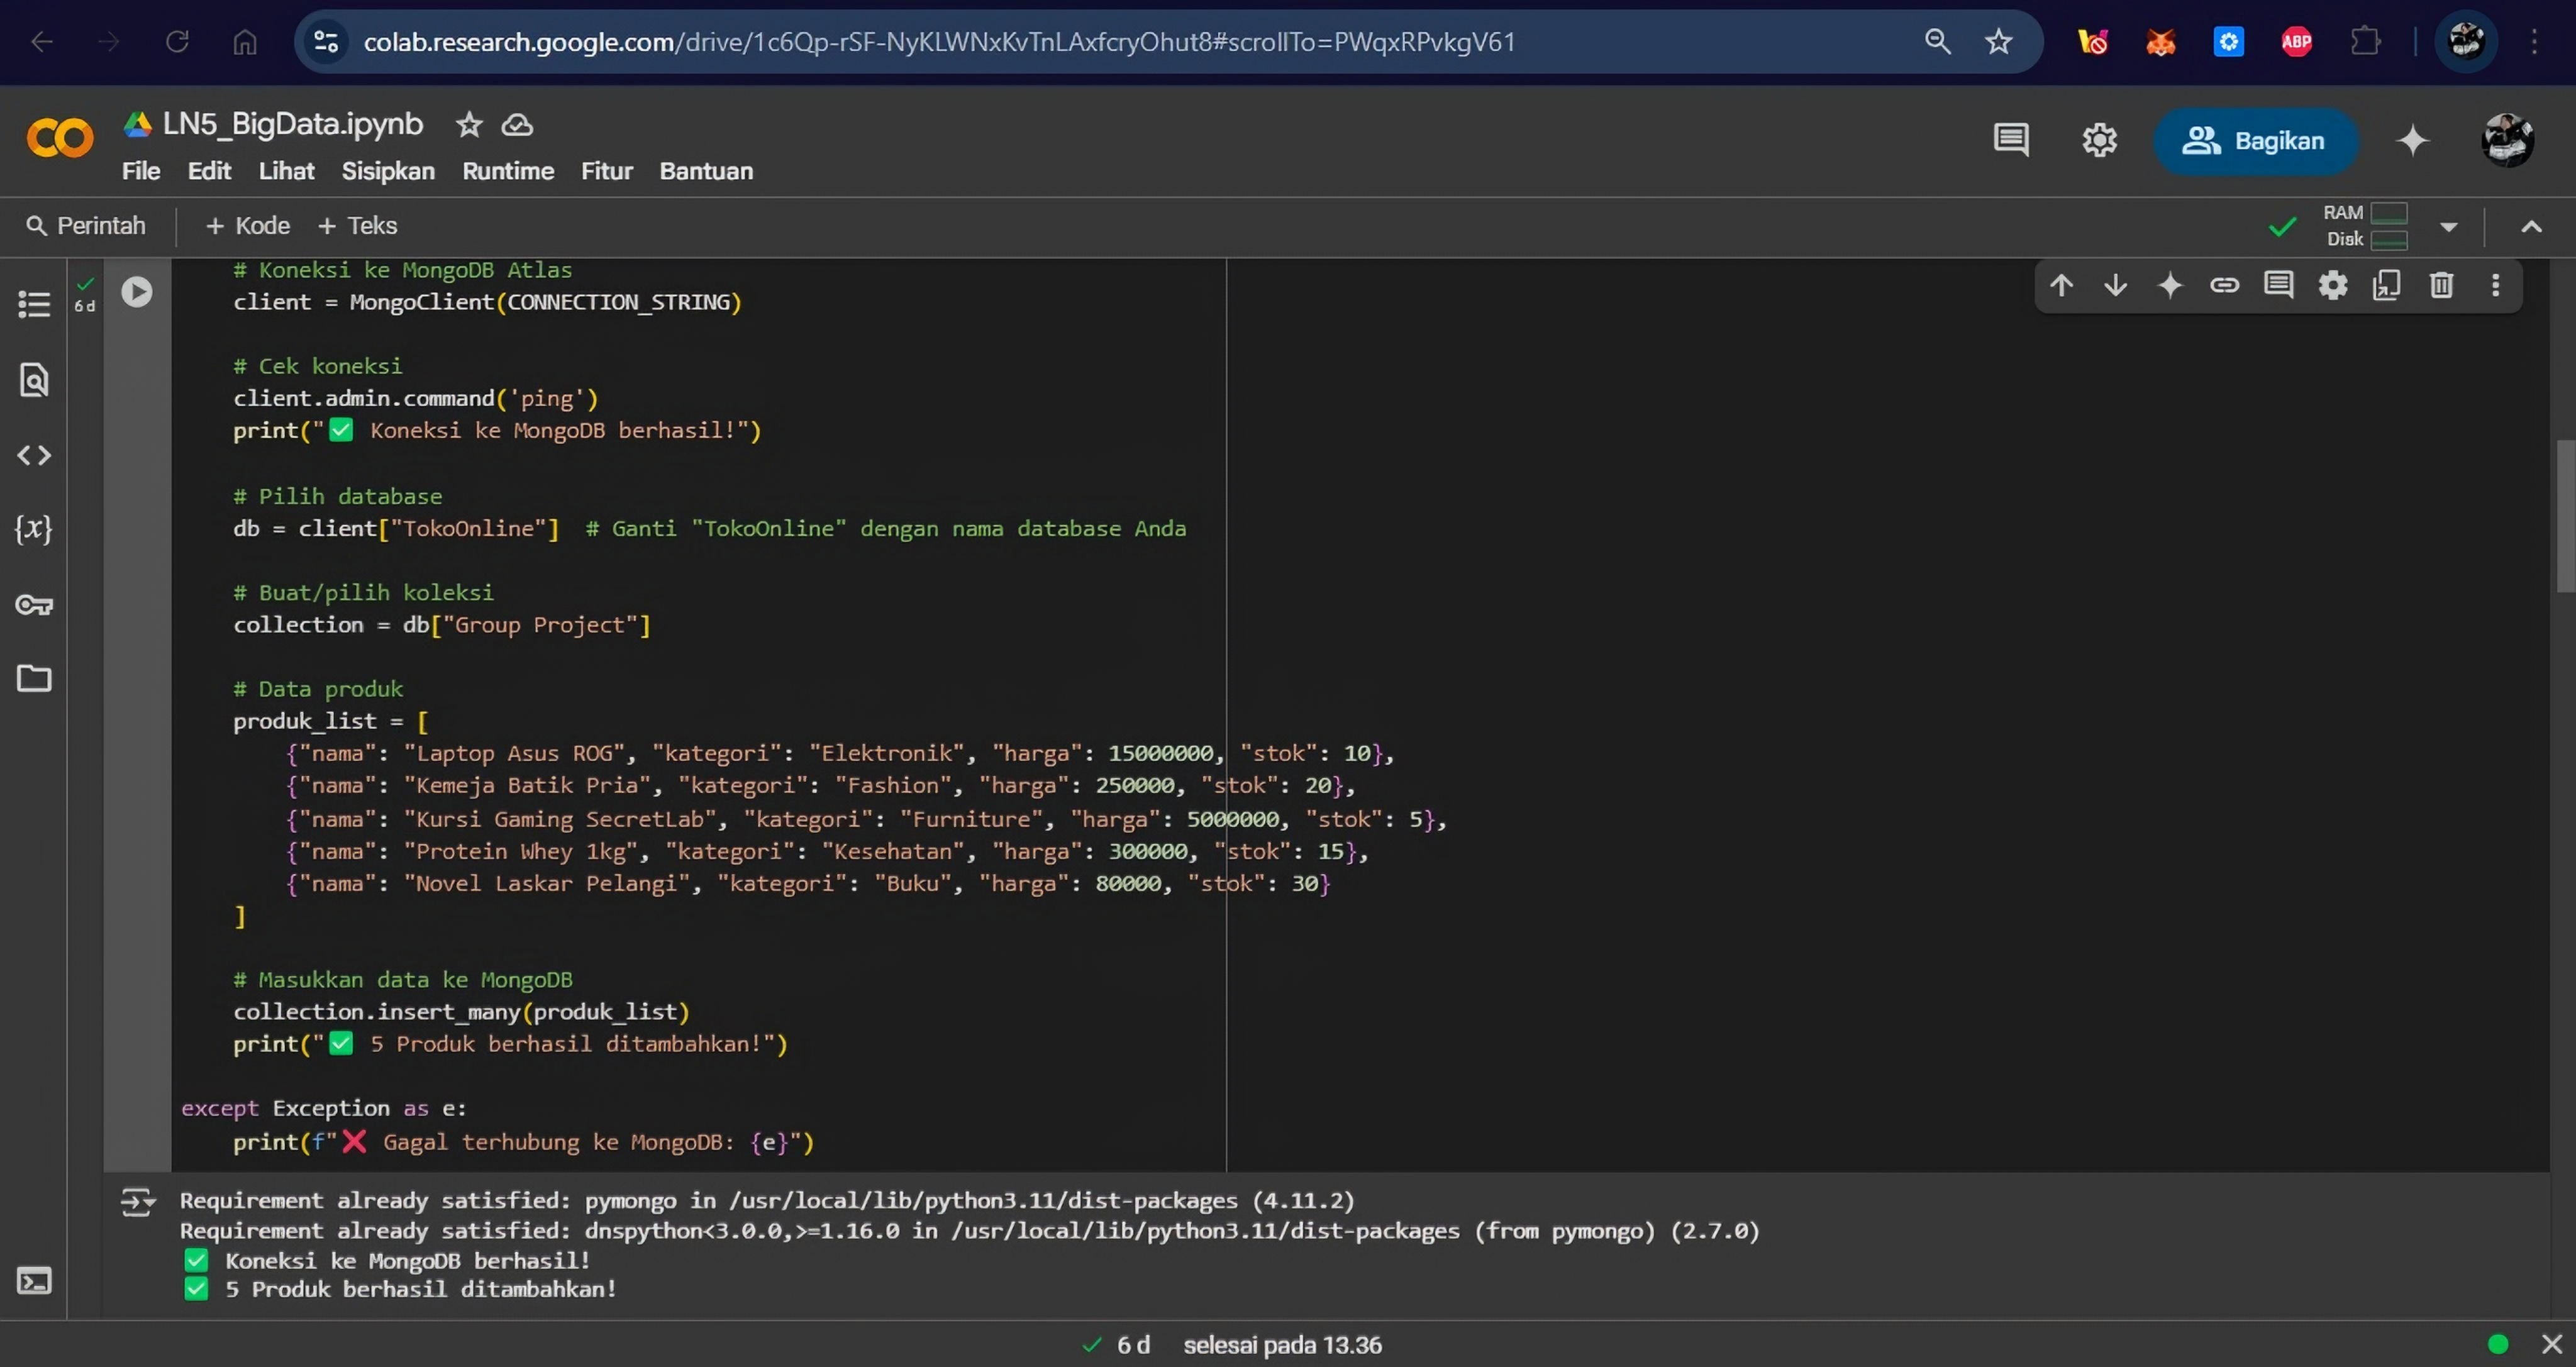 colab.research.google.com/drive/1c6Qp-rSF-NyKLWNxKvTnLAxfcryOhut8#scrollTo=PWqxRPvkgV61
ABP
CO
LN5_BigData.ipynb
File Edit Lihat Sisipkan Runtime Fitur Bantuan
Bagikan
Perintah + Kode + Teks
RAM
Disk
6 d
# Koneksi ke MongoDB Atlas
client = MongoClient(CONNECTION_STRING)
# Cek koneksi
client.admin.command('ping')
print("✅ Koneksi ke MongoDB berhasil!")
# Pilih database
db = client["TokoOnline"]  # Ganti "TokoOnline" dengan nama database Anda
# Buat/pilih koleksi
collection = db["Group Project"]
# Data produk
produk_list = [
{"nama": "Laptop Asus ROG", "kategori": "Elektronik", "harga": 15000000, "stok": 10},
{"nama": "Kemeja Batik Pria", "kategori": "Fashion", "harga": 250000, "stok": 20},
{"nama": "Kursi Gaming SecretLab", "kategori": "Furniture", "harga": 5000000, "stok": 5},
{"nama": "Protein Whey 1kg", "kategori": "Kesehatan", "harga": 300000, "stok": 15},
{"nama": "Novel Laskar Pelangi", "kategori": "Buku", "harga": 80000, "stok": 30}
]
# Masukkan data ke MongoDB
collection.insert_many(produk_list)
print("✅ 5 Produk berhasil ditambahkan!")
except Exception as e:
print(f"❌ Gagal terhubung ke MongoDB: {e}")
Requirement already satisfied: pymongo in /usr/local/lib/python3.11/dist-packages (4.11.2)
Requirement already satisfied: dnspython<3.0.0,>=1.16.0 in /usr/local/lib/python3.11/dist-packages (from pymongo) (2.7.0)
✅ Koneksi ke MongoDB berhasil!
✅ 5 Produk berhasil ditambahkan!
6 d selesai pada 13.36